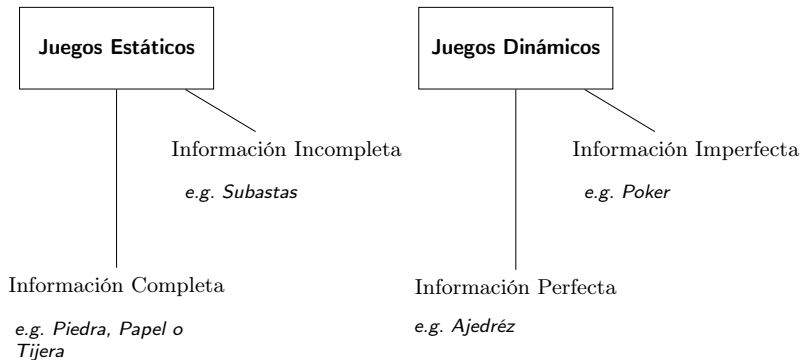 Juegos Estáticos
Información Incompleta
e.g. Subastas
Información Completa
e.g. Piedra, Papel o
Tijera
Juegos Dinámicos
Información Imperfecta
e.g. Poker
Información Perfecta
e.g. Ajedréz